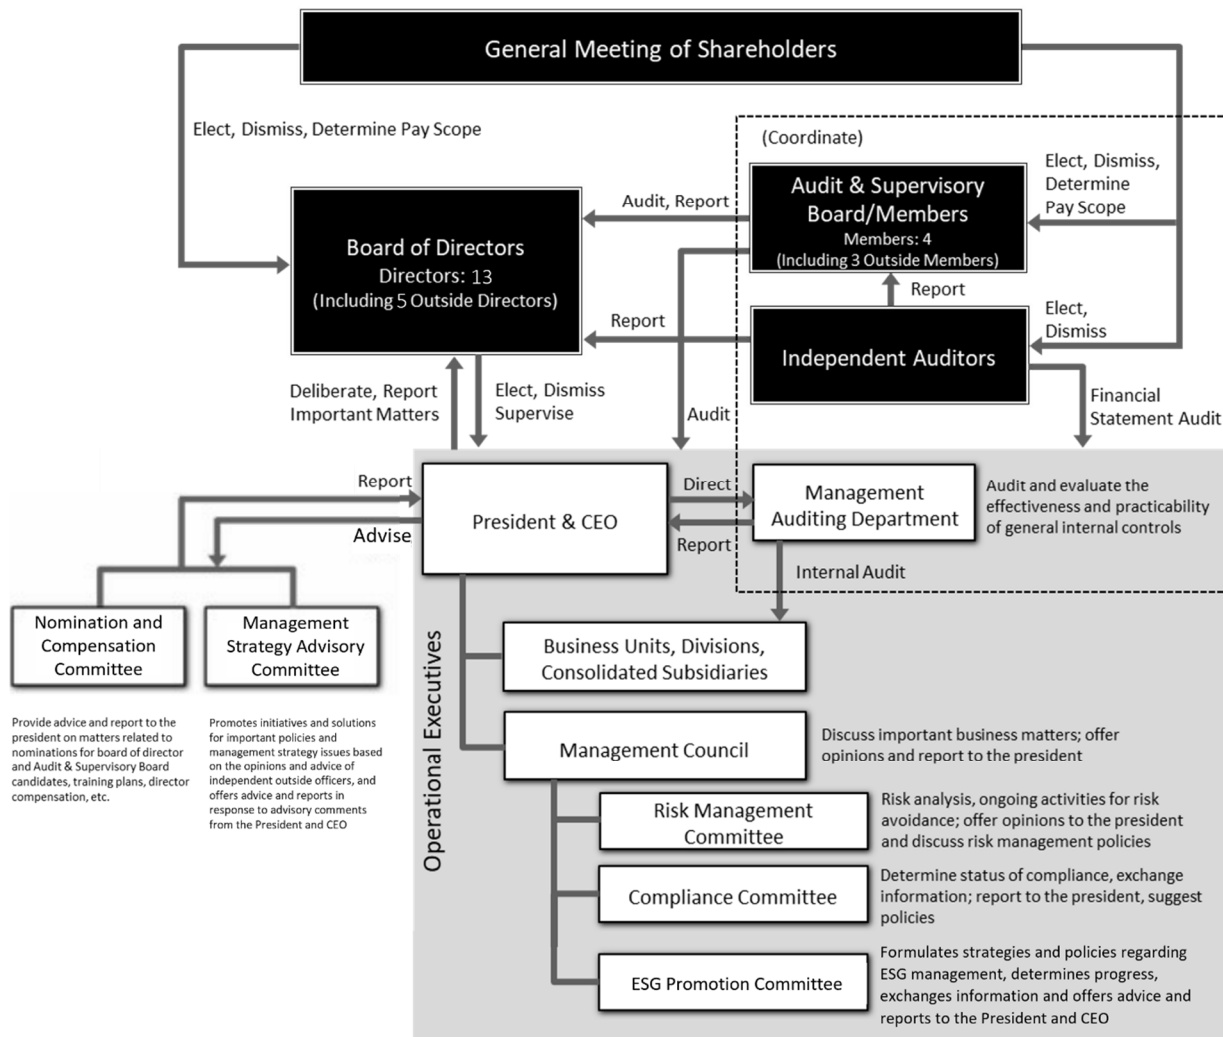 General Meeting of Shareholders
Elect, Dismiss, Determine Pay Scope
(Coordinate)
Elect, Dismiss,
Determine
Pay Scope
Audit & Supervisory
Board/Members
Members: 4
(Including 3 Outside Members)
Audit, Report
Board of Directors
Directors: 13
(Including 5 Outside Directors)
Report
Report
Elect,
Dismiss
Independent Auditors
Deliberate, Report
Important Matters
Elect, Dismiss
Supervise
Audit
Financial
Statement Audit
Report
Advise
President & CEO
Direct
Report
Management
Auditing Department
Audit and evaluate the
effectiveness and practicability
of general internal controls
Internal Audit
Nomination and
Compensation
Committee
Management
Strategy Advisory
Committee
Provide advice and report to the
president on matters related to
nominations for board of director
and Audit & Supervisory Board
candidates, training plans, director
compensation, etc.
Promotes initiatives and solutions
for important policies and
management strategy issues based
on the opinions and advice of
independent outside officers, and
offers advice and reports in
response to advisory comments
from the President and CEO
Operational Executives
Business Units, Divisions,
Consolidated Subsidiaries
Management Council
Discuss important business matters; offer
opinions and report to the president
Risk Management
Committee
Risk analysis, ongoing activities for risk
avoidance; offer opinions to the president
and discuss risk management policies
Compliance Committee
Determine status of compliance, exchange
information; report to the president, suggest
policies
ESG Promotion Committee
Formulates strategies and policies regarding
ESG management, determines progress,
exchanges information and offers advice and
reports to the President and CEO